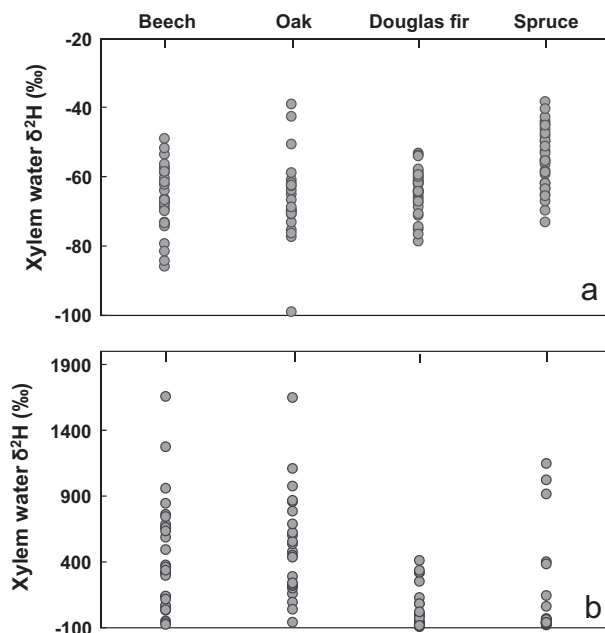 Beech Oak Douglas fir Spruce
-20
-40
-60
-80
-100
Xylem water δ²H (‰)
a
1900
1400
900
400
-100
Xylem water δ²H (‰)
b